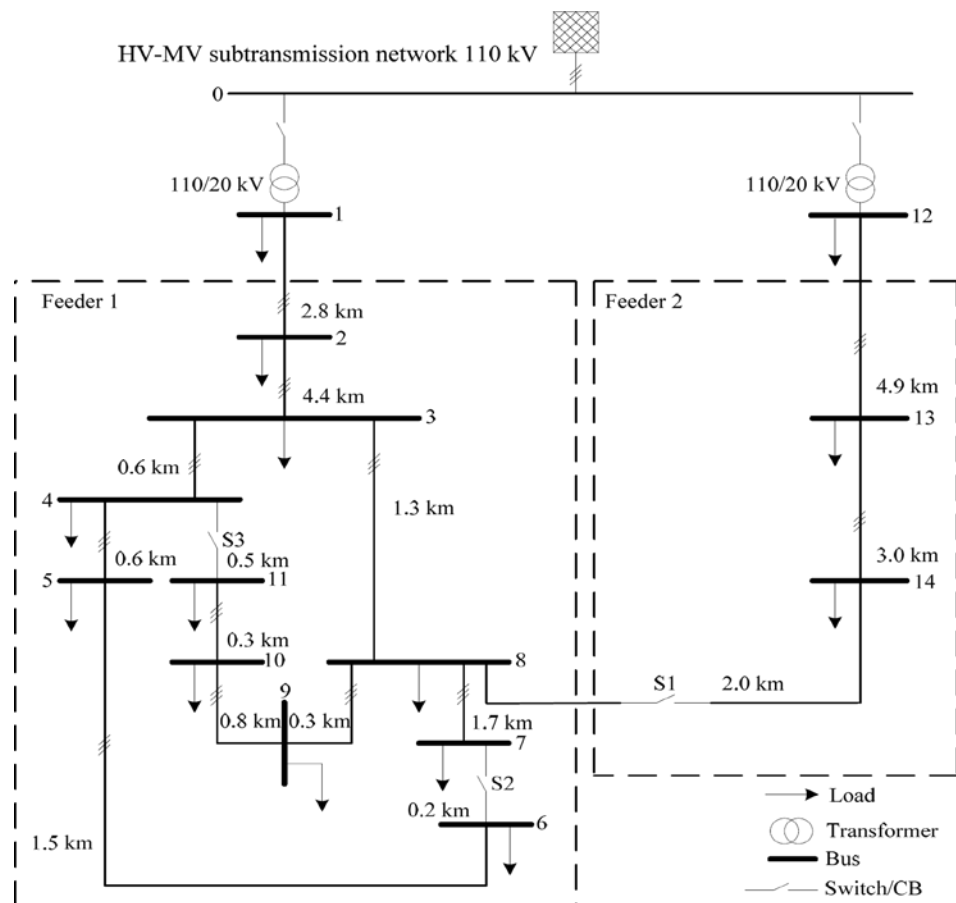 HV-MV subtransmission network 110 kV
0
110/20 kV
110/20 kV
1
12
Feeder 1
Feeder 2
2.8 km
2
4.4 km
4.9 km
3
13
0.6 km
4
1.3 km
S3
0.6 km
0.5 km
3.0 km
5
11
14
0.3 km
10
8
9
S1
2.0 km
0.8 km
0.3 km
1.7 km
7
S2
0.2 km
6
1.5 km
Load
Transformer
Bus
Switch/CB